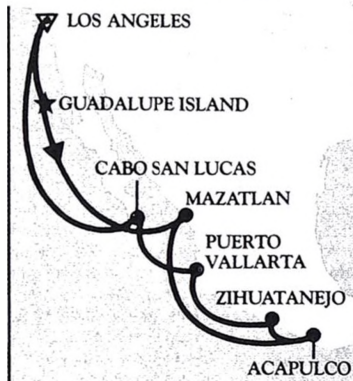 LOS ANGELES
GUADALUPE ISLAND
CABO SAN LUCAS
MAZATLAN
PUERTO
VALLARTA
ZIHUATANEJO
ACAPULCO